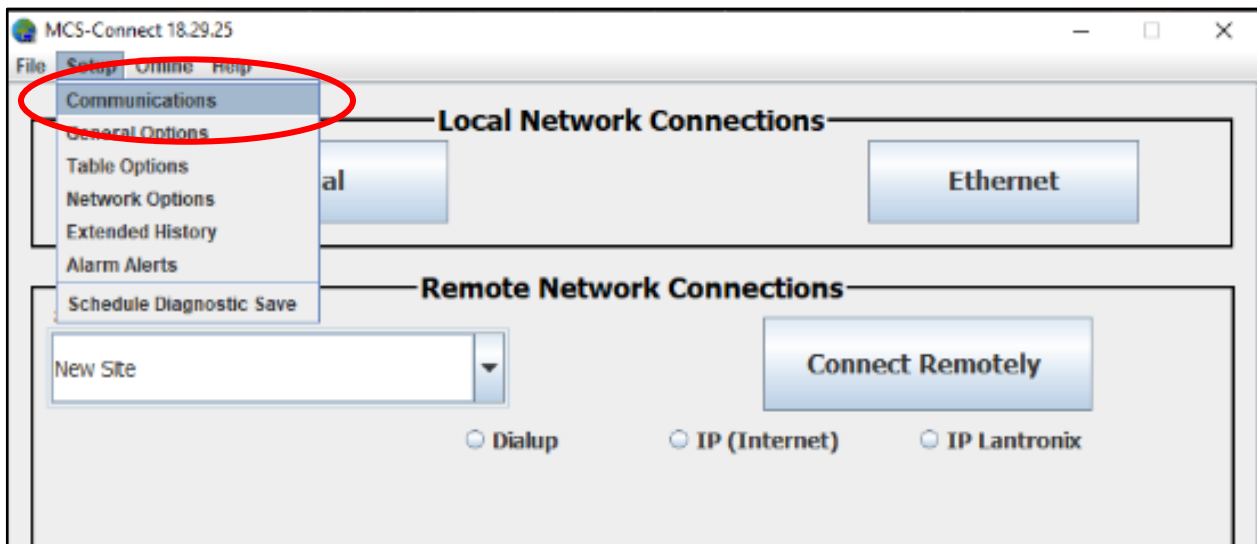 MCS-Connect 18.29.25
File Setup Offline Help
Communications
General Options
Table Options
Network Options
Extended History
Alarm Alerts
Schedule Diagnostic Save
Local Network Connections
al
Ethernet
Remote Network Connections
New Site
Connect Remotely
Dialup
IP (Internet)
IP Lantronix